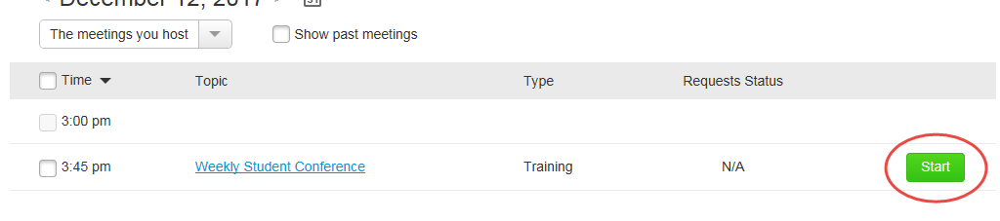 December 12, 2017
31
The meetings you host
Show past meetings
Time Topic Type Requests Status
3:00 pm
3:45 pm Weekly Student Conference Training N/A Start